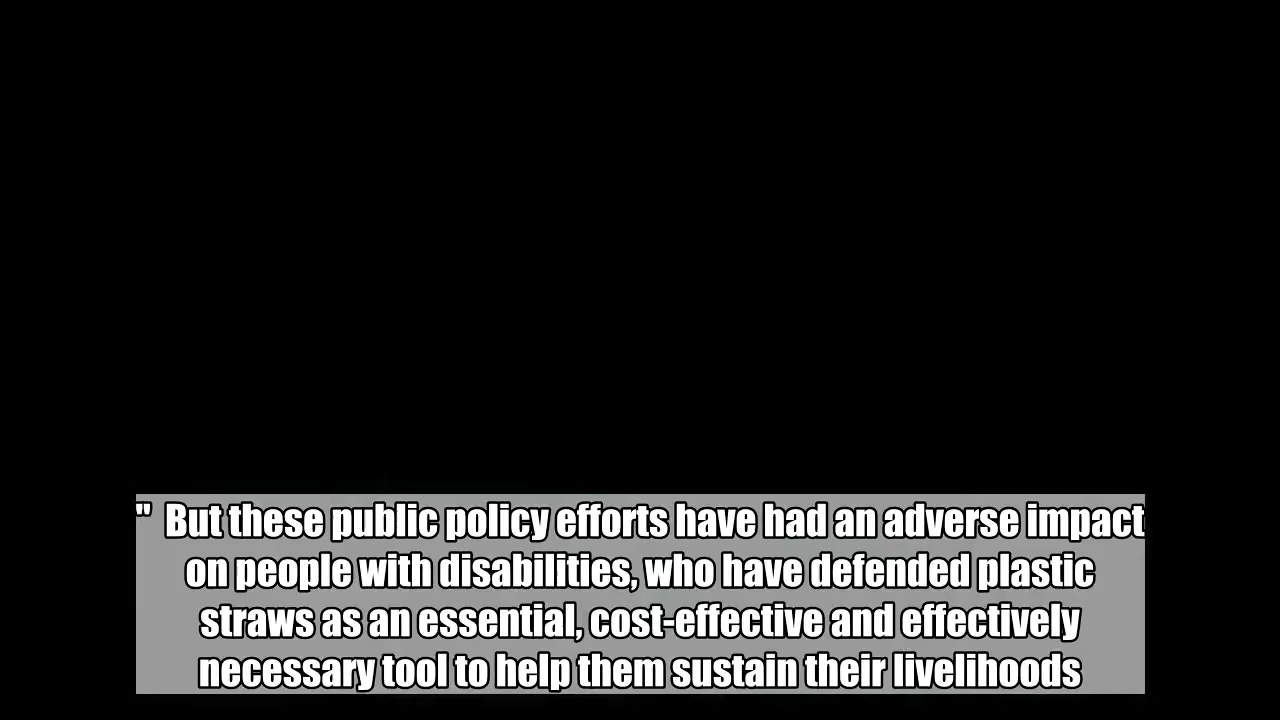 " But these public policy efforts have had an adverse impact
on people with disabilities, who have defended plastic
straws as an essential, cost-effective and effectively
necessary tool to help them sustain their livelihoods